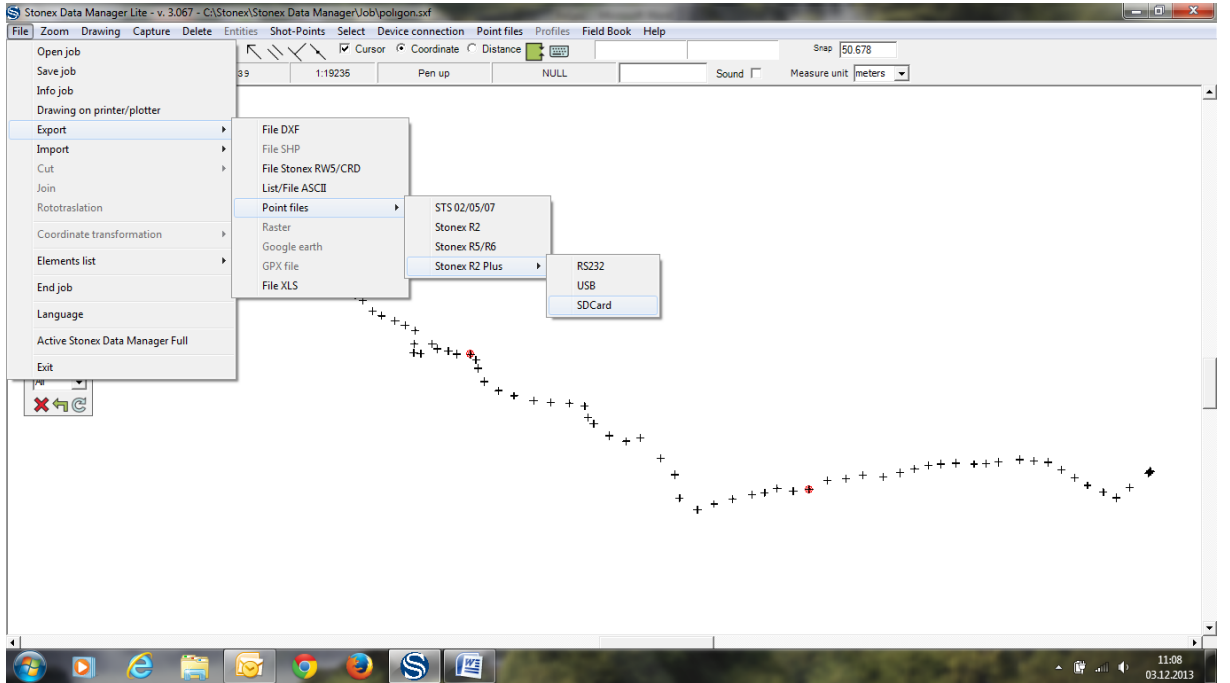 Stonex Data Manager Lite - v. 3.067 - C:\Stonex\Stonex Data Manager\Job\poligon.sxf
File Zoom Drawing Capture Delete Entities Shot-Points Select Device connection Point files Profiles Field Book Help
Cursor Coordinate Distance Snap 50.678
39 1:19235 Pen up NULL Sound Measure unit meters
Open job
Save job
Info job
Drawing on printer/plotter
Export
Import
Cut
Join
Rototraslation
Coordinate transformation
Elements list
End job
Language
Active Stonex Data Manager Full
Exit
File DXF
File SHP
File Stonex RW5/CRD
List/File ASCII
Point files
Raster
Google earth
GPX file
File XLS
STS 02/05/07
Stonex R2
Stonex R5/R6
Stonex R2 Plus
RS232
USB
SDCard
All
11:08
03.12.2013